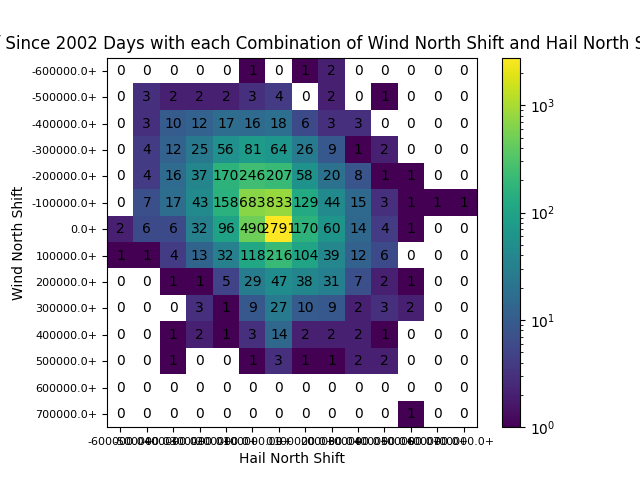 Since 2002 Days with each Combination of Wind North Shift and Hail North S
-600000.0+ 0 0 0 0 0 1 0 1 2 0 0 0 0 0
-500000.0+ 0 3 2 2 2 3 4 0 2 0 1 0 0 0
-400000.0+ 0 3 10 12 17 16 18 6 3 3 0 0 0 0
-300000.0+ 0 4 12 25 56 81 64 26 9 1 2 0 0 0
-200000.0+ 0 4 16 37 170 246 207 58 20 8 1 1 0 0
-100000.0+ 0 7 17 43 158 683 833 129 44 15 3 1 1 1
0.0+ 2 6 6 32 96 490 2791 170 60 14 4 1 0 0
100000.0+ 1 1 4 13 32 118 216 104 39 12 6 0 0 0
200000.0+ 0 0 1 1 5 29 47 38 31 7 2 1 0 0
300000.0+ 0 0 0 3 1 9 27 10 9 2 3 2 0 0
400000.0+ 0 0 1 2 1 3 14 2 2 2 1 0 0 0
500000.0+ 0 0 1 0 0 1 3 1 1 2 2 0 0 0
600000.0+ 0 0 0 0 0 0 0 0 0 0 0 0 0 0
700000.0+ 0 0 0 0 0 0 0 0 0 0 0 1 0 0
Wind North Shift
Hail North Shift
10³
10²
10¹
10⁰